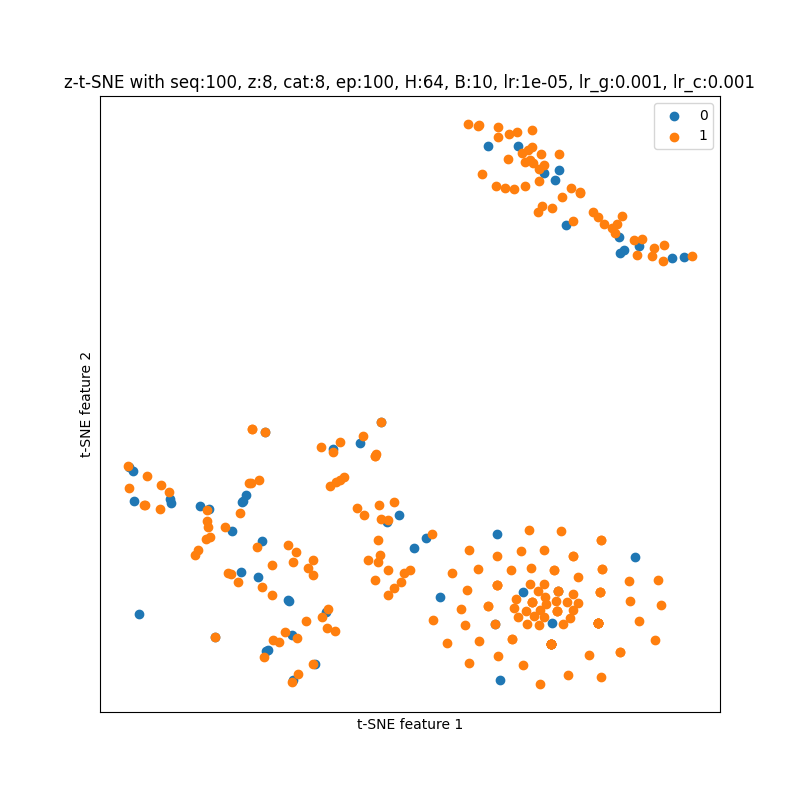 z-t-SNE with seq:100, z:8, cat:8, ep:100, H:64, B:10, lr:1e-05, lr_g:0.001, lr_c:0.001
0
1
t-SNE feature 2
t-SNE feature 1